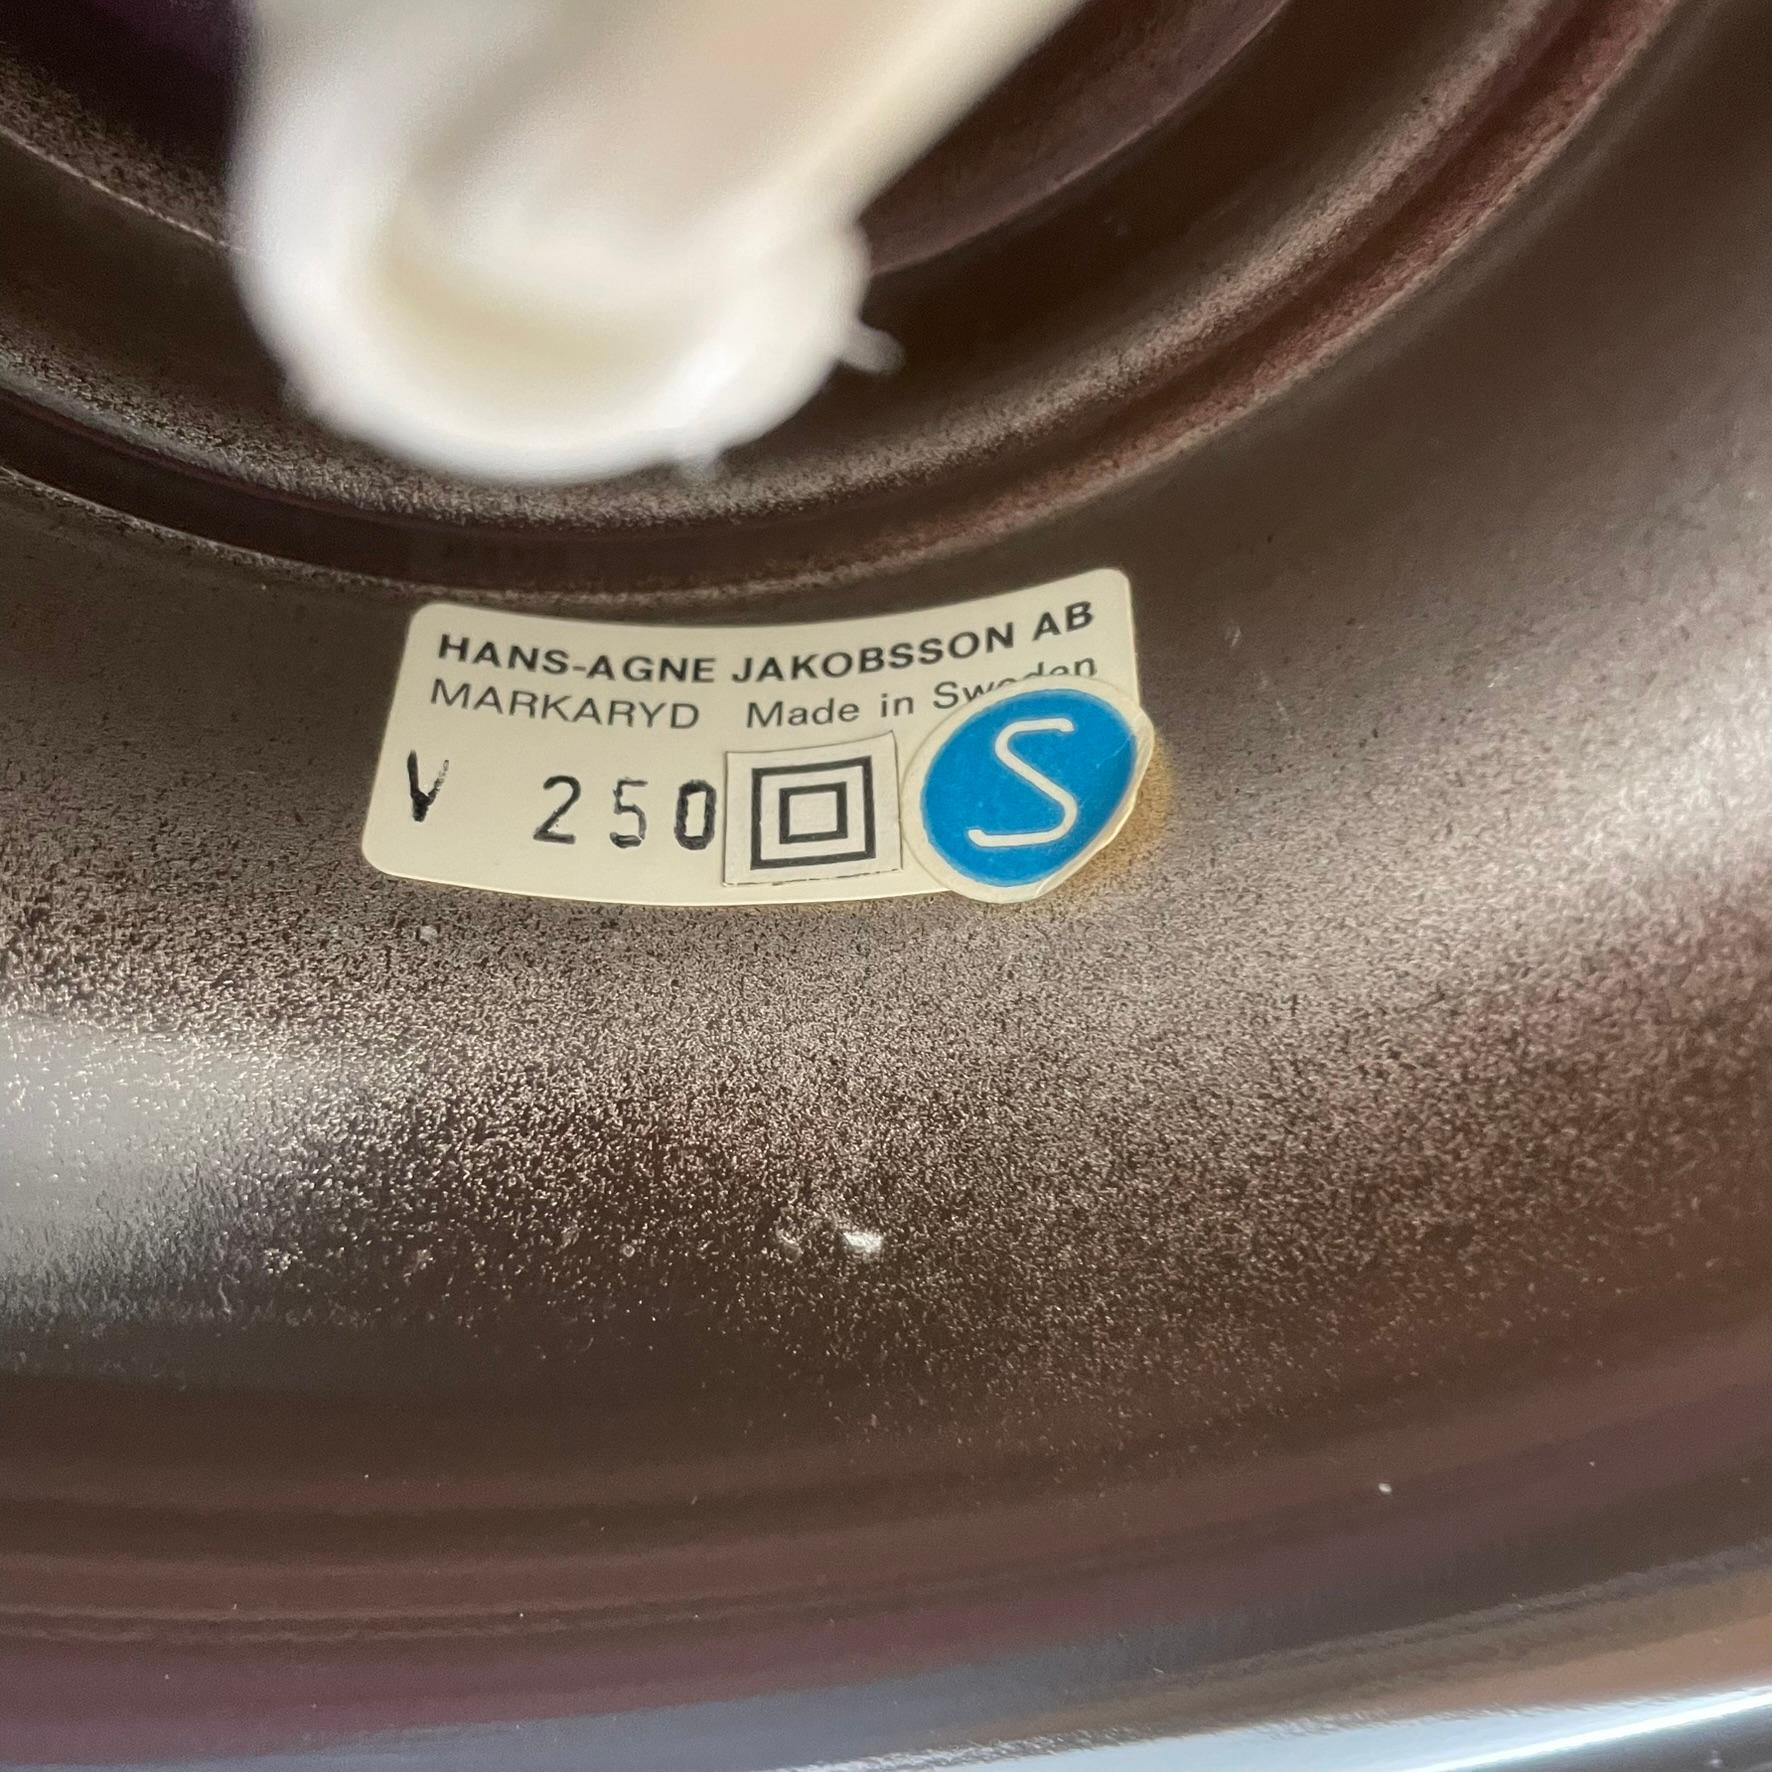 HANS-AGNE JAKOBSSON AB
MARKARYD Made in Sweden
V 250 S